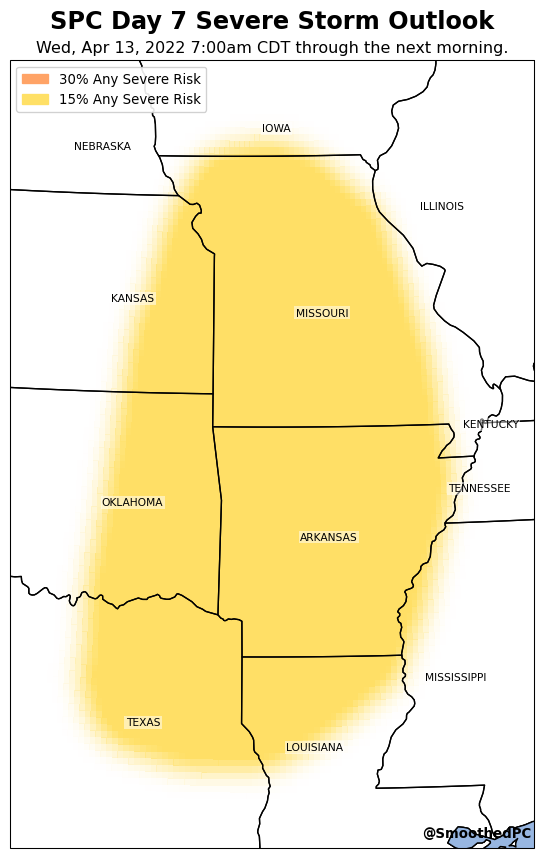 SPC Day 7 Severe Storm Outlook
Wed, Apr 13, 2022 7:00am CDT through the next morning.
30% Any Severe Risk
15% Any Severe Risk
IOWA
NEBRASKA
ILLINOIS
KANSAS
MISSOURI
KENTUCKY
TENNESSEE
OKLAHOMA
ARKANSAS
MISSISSIPPI
TEXAS
LOUISIANA
@SmoothedPC